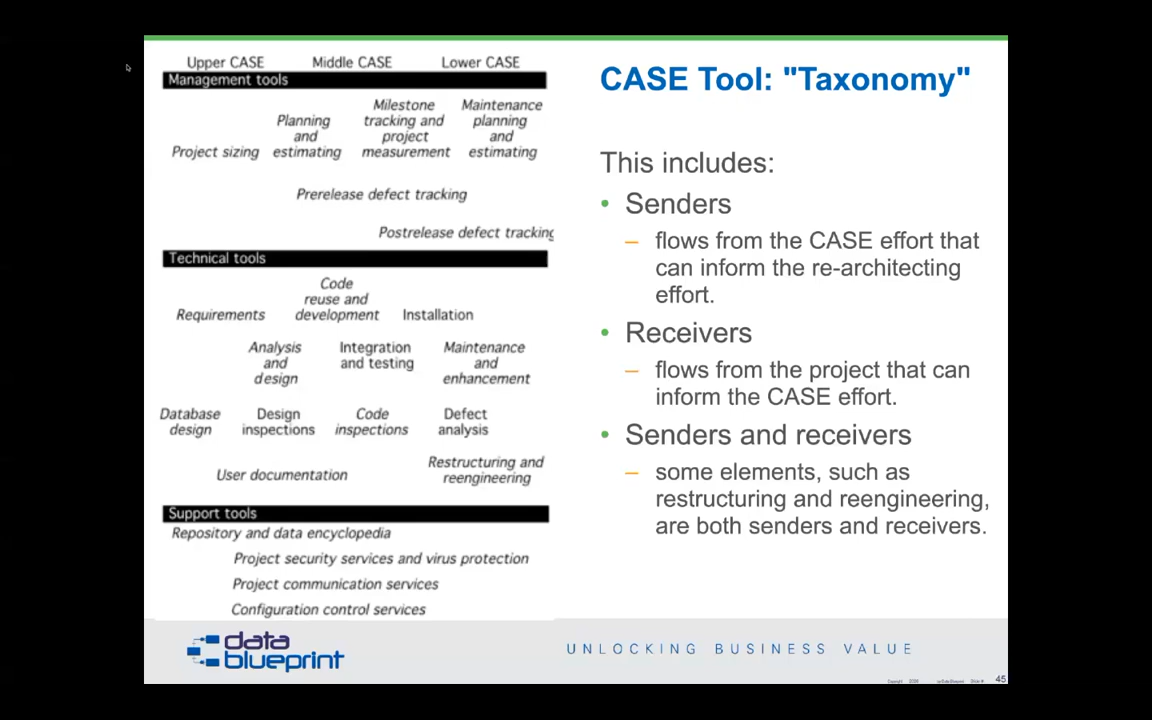 Upper CASE Middle CASE Lower CASE
Management tools
Project sizing
Planning
and
estimating
Milestone
tracking and
project
measurement
Maintenance
planning
and
estimating
Prerelease defect tracking
Postrelease defect tracking
Technical tools
Requirements
Code
reuse and
development
Installation
Analysis
and
design
Integration
and testing
Maintenance
and
enhancement
Database
design
Design
inspections
Code
inspections
Defect
analysis
User documentation
Restructuring and
reengineering
Support tools
Repository and data encyclopedia
Project security services and virus protection
Project communication services
Configuration control services
CASE Tool: "Taxonomy"
This includes:
• Senders
– flows from the CASE effort that
can inform the re-architecting
effort.
• Receivers
– flows from the project that can
inform the CASE effort.
• Senders and receivers
– some elements, such as
restructuring and reengineering,
are both senders and receivers.
data
blueprint
UNLOCKING BUSINESS VALUE
45